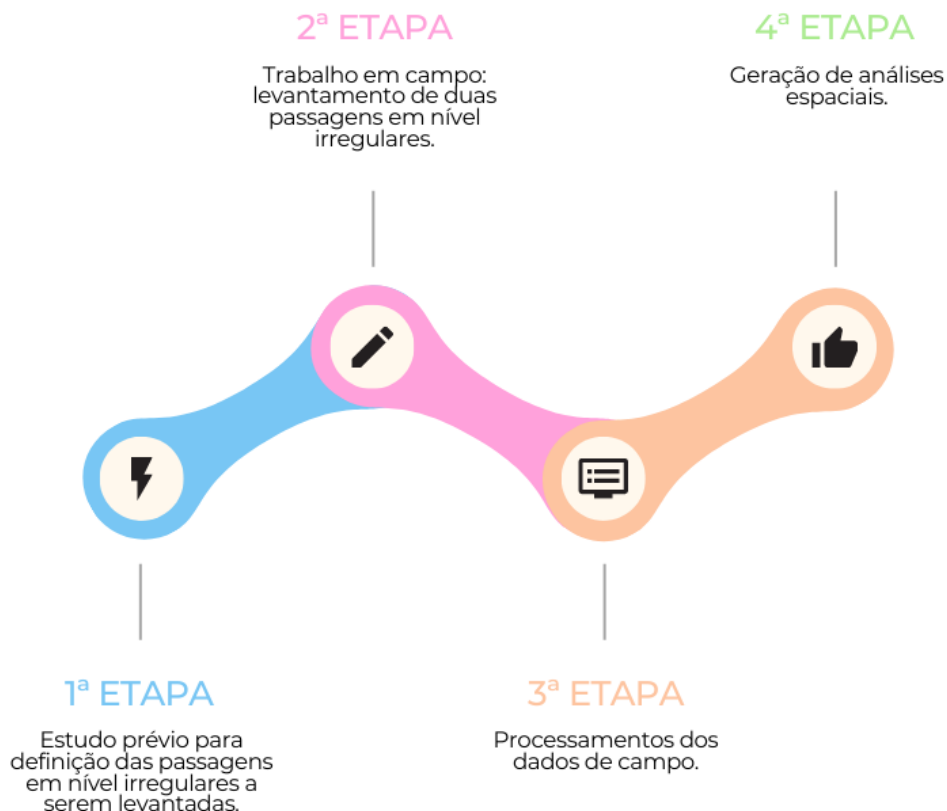 2ª ETAPA
Trabalho em campo:
levantamento de duas
passagens em nível
irregulares.
4ª ETAPA
Geração de análises
espaciais.
1ª ETAPA
Estudo prévio para
definição das passagens
em nível irregulares a
serem levantadas.
3ª ETAPA
Processamentos dos
dados de campo.